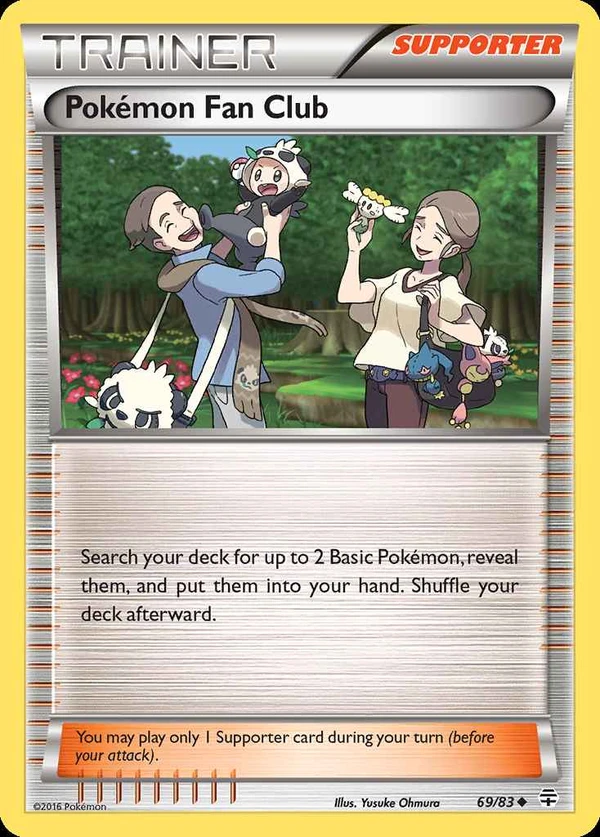 TRAINER
SUPPORTER
Pokémon Fan Club
Search your deck for up to 2 Basic Pokémon, reveal
them, and put them into your hand. Shuffle your
deck afterward.
You may play only 1 Supporter card during your turn (before
your attack).
©2016 Pokémon
Illus. Yusuke Ohmura
69/83